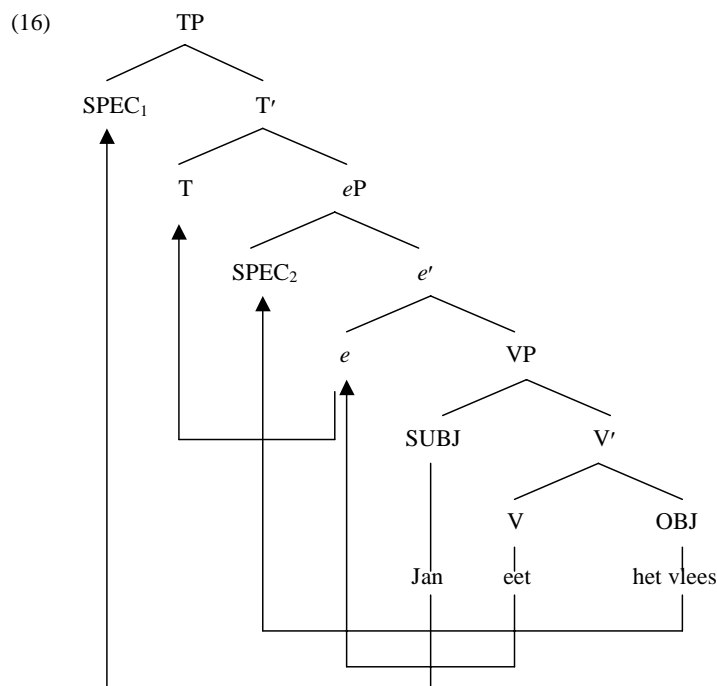 (16) TP
SPEC₁ T′
T eP
SPEC₂ e′
e VP
SUBJ V′
V OBJ
Jan eet het vlees